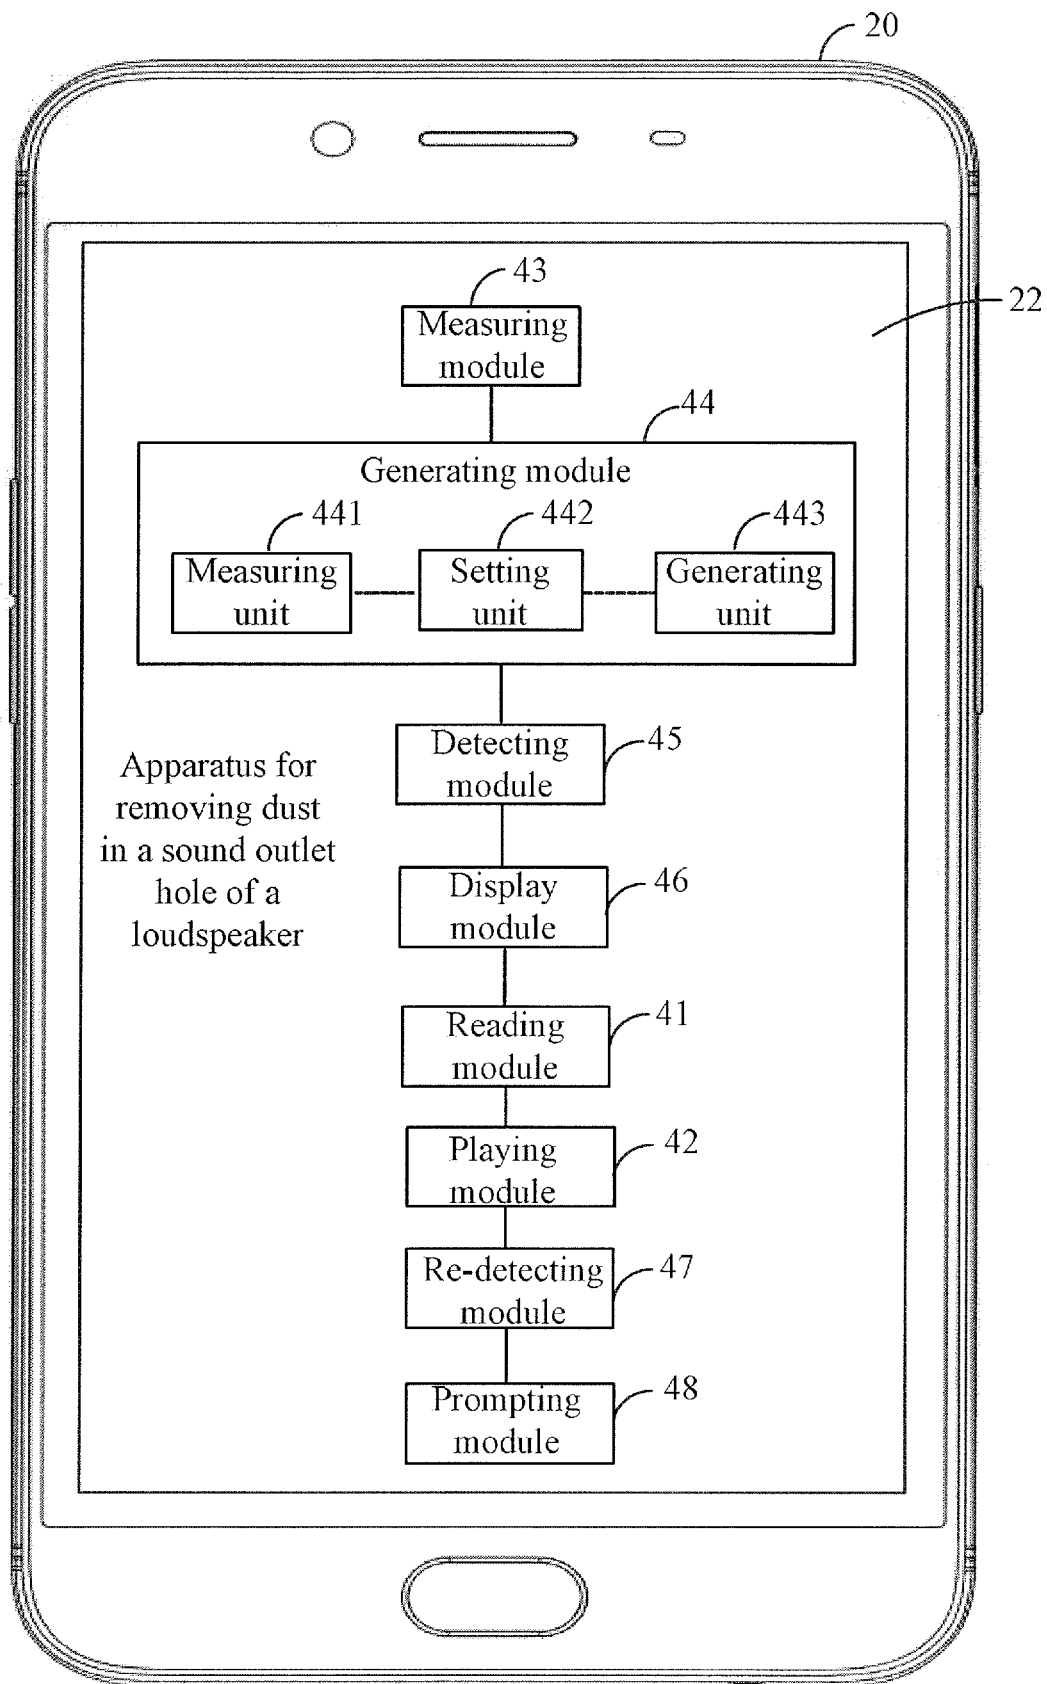 20
43
22
Measuring
module
44
Generating module
441
442
443
Measuring
unit
Setting
unit
Generating
unit
Detecting
module
45
Apparatus for
removing dust
in a sound outlet
hole of a
loudspeaker
Display
module
46
Reading
module
41
Playing
module
42
Re-detecting
module
47
Prompting
module
48